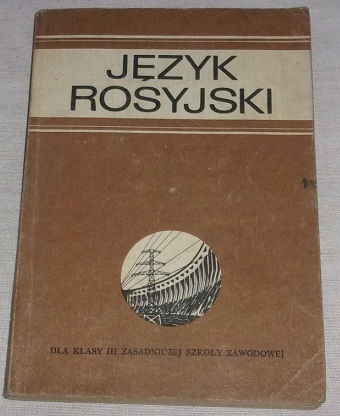 JĘZYK
ROSYJSKI
DLA KLASY III ZASADNICZEJ SZKOŁY ZAWODOWEJ